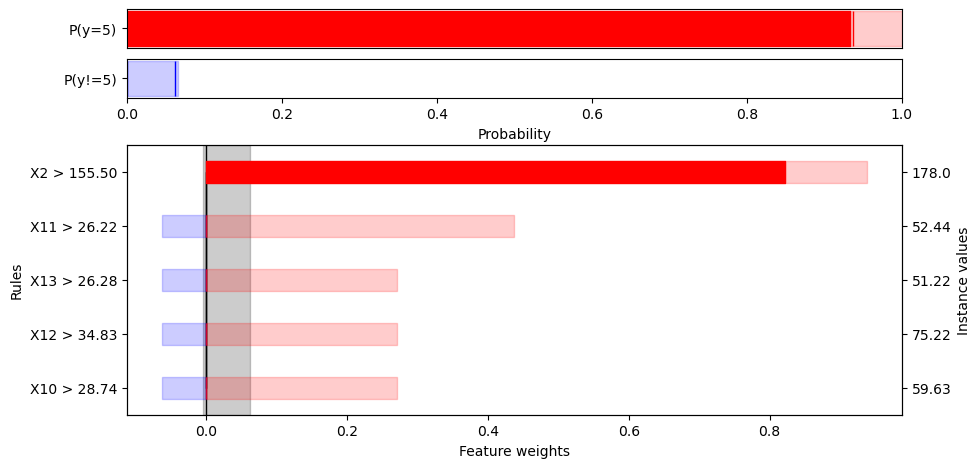 P(y=5)
P(y!=5)
0.0 0.2 0.4 0.6 0.8 1.0
Probability
X2 > 155.50 178.0
X11 > 26.22 52.44
X13 > 26.28 51.22
X12 > 34.83 75.22
X10 > 28.74 59.63
Rules
Instance values
0.0 0.2 0.4 0.6 0.8
Feature weights